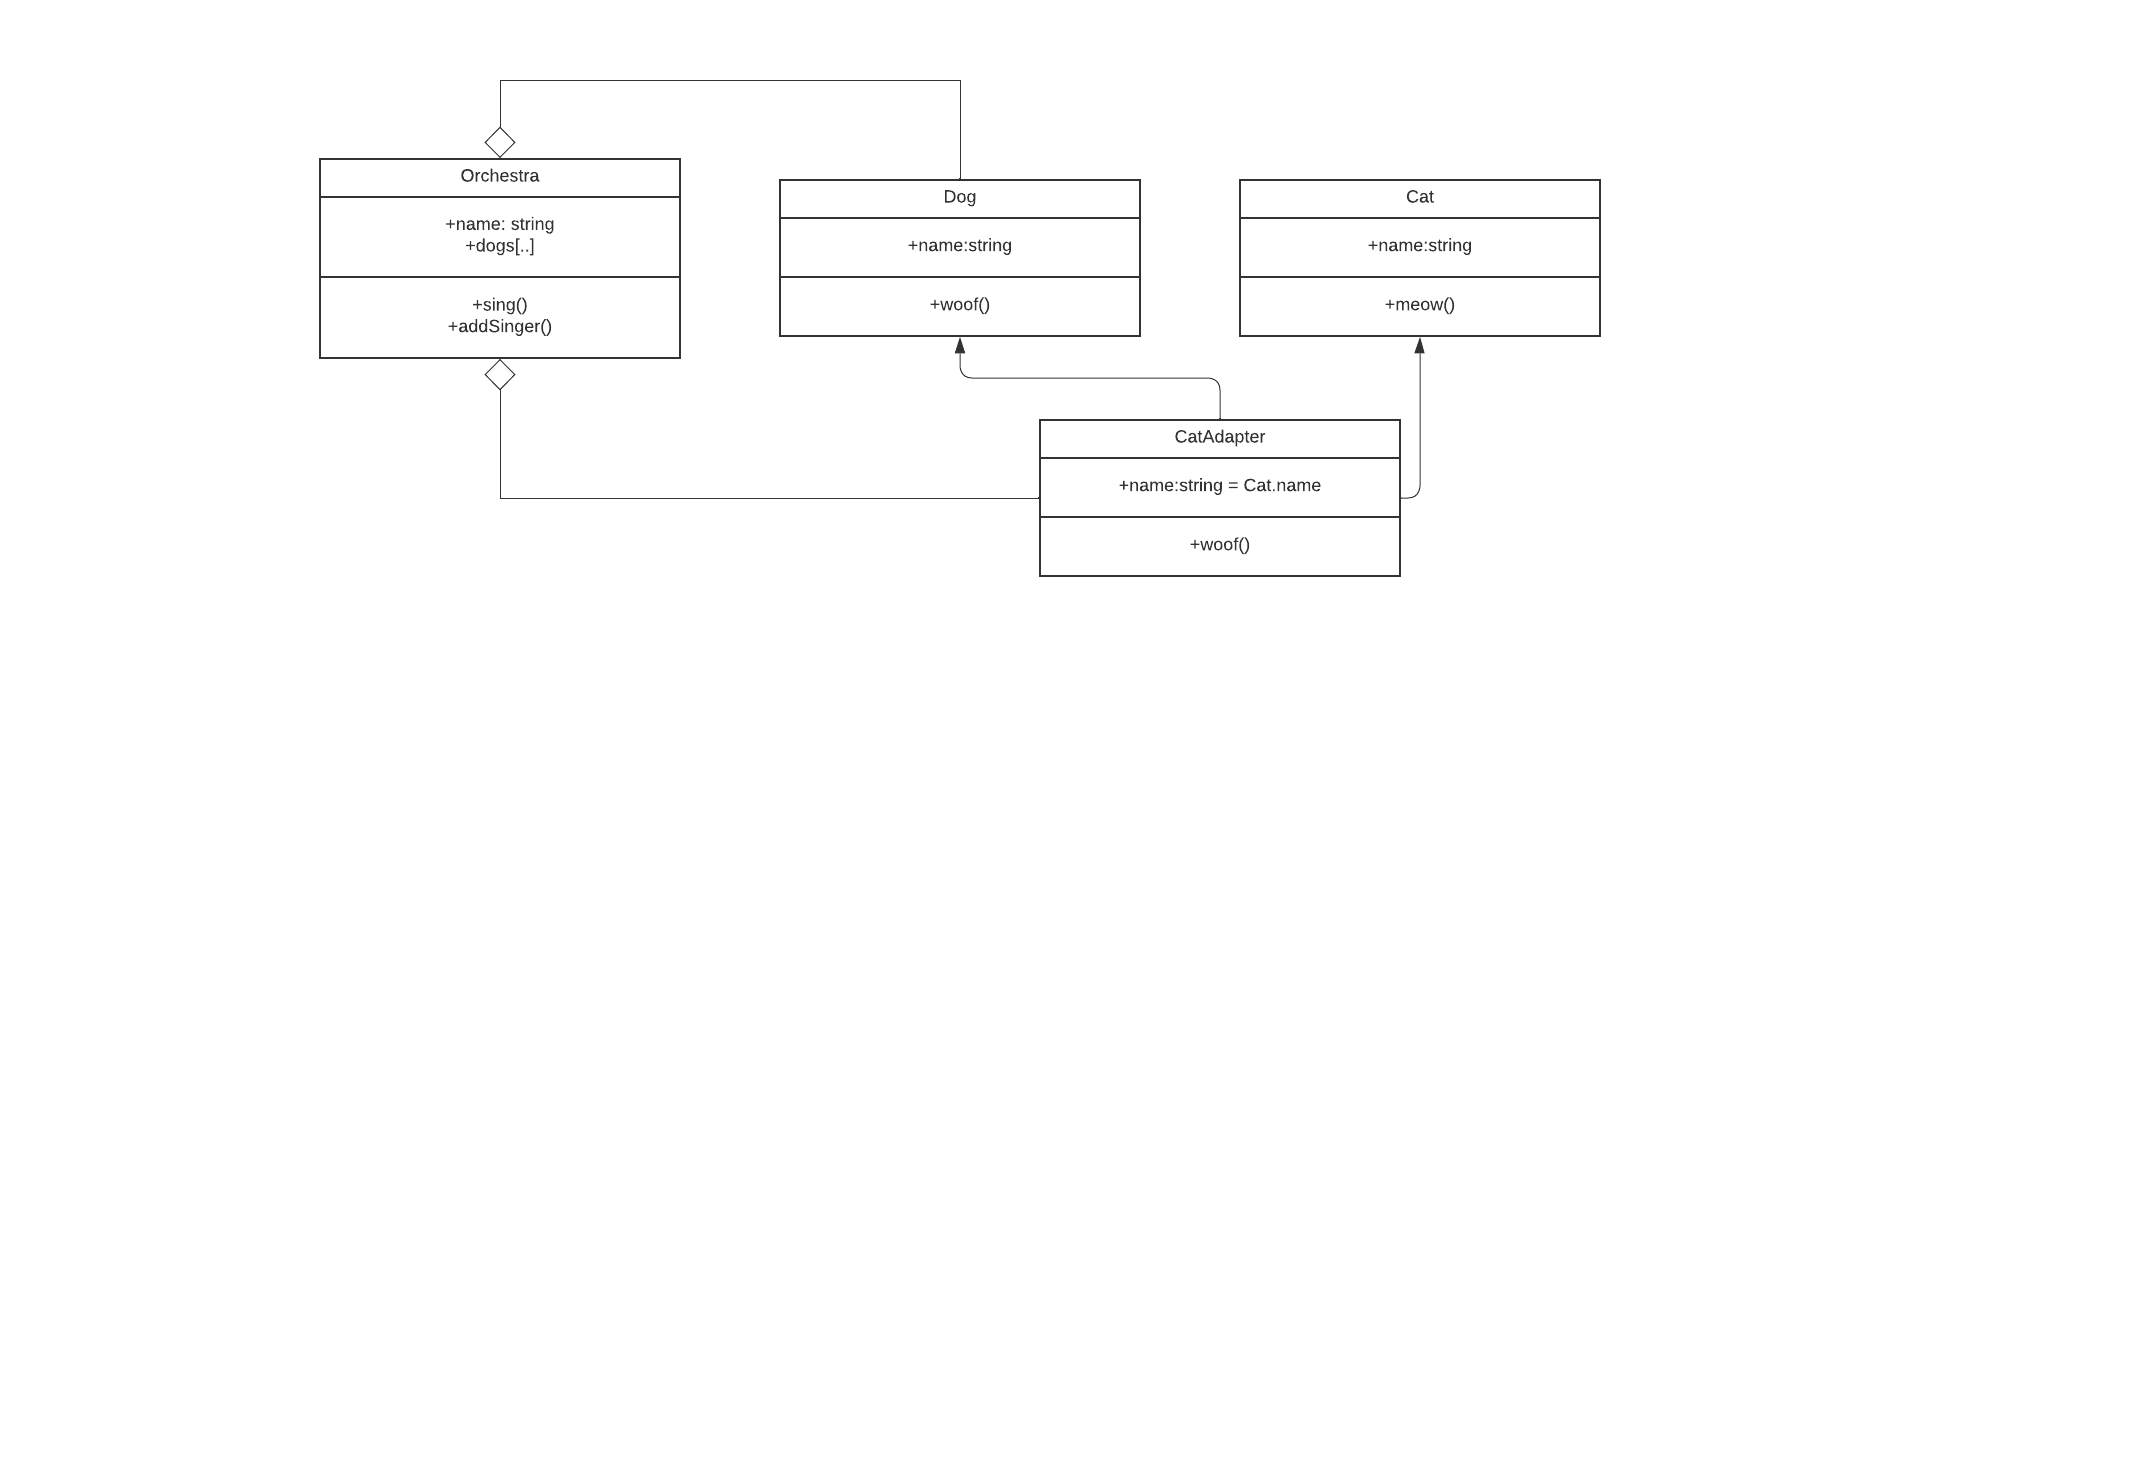 Orchestra
+name: string
+dogs[..]
+sing()
+addSinger()
Dog
+name:string
+woof()
Cat
+name:string
+meow()
CatAdapter
+name:string = Cat.name
+woof()